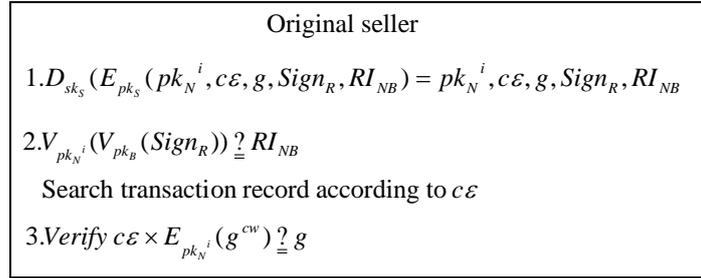 Original seller
1.D_{sk_S}(E_{pk_S}(pk_N^i, cε, g, Sign_R, RI_{NB}) = pk_N^i, cε, g, Sign_R, RI_{NB}
2.V_{pk_N^i}(V_{pk_B}(Sign_R)) ≟ RI_{NB}
Search transaction record according to cε
3.Verify cε × E_{pk_N^i}(g^{cw}) ≟ g